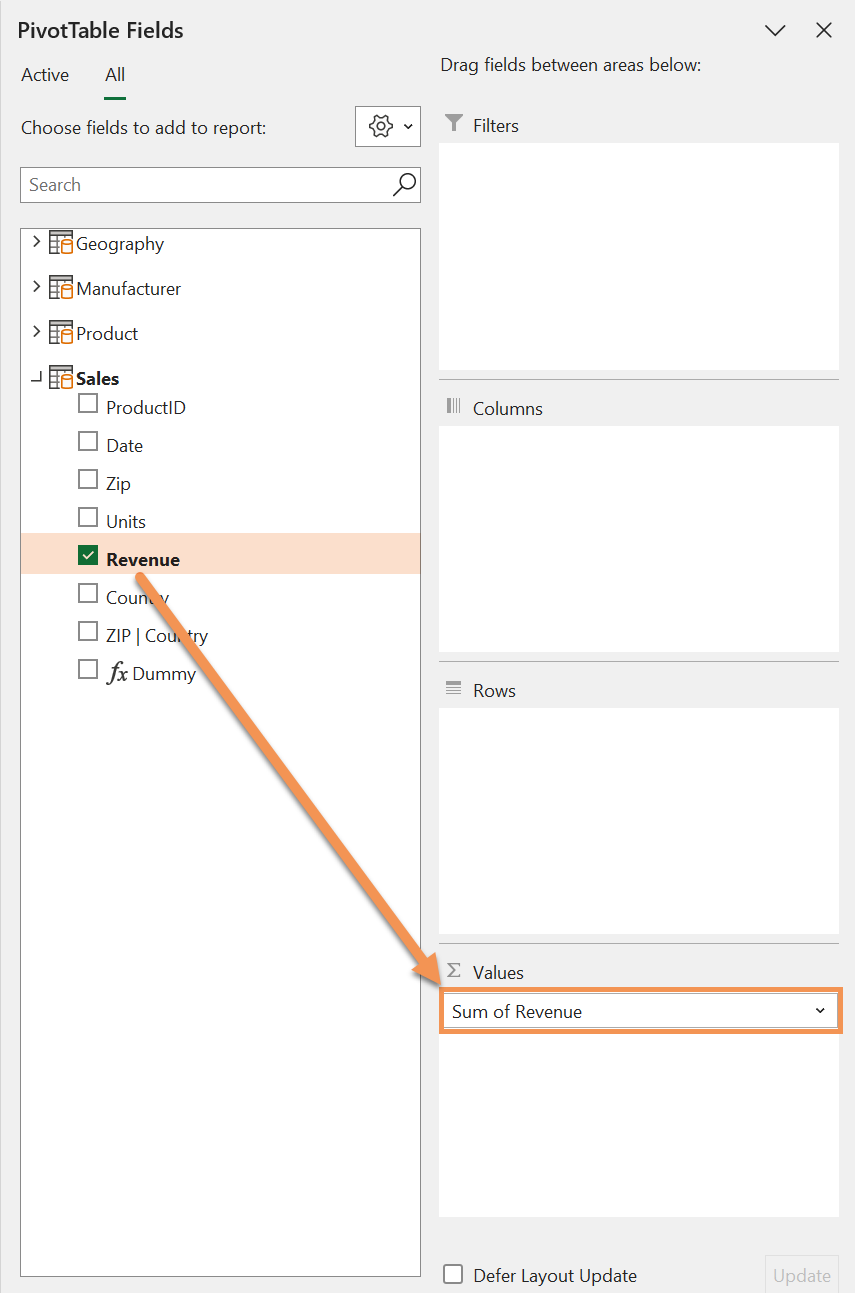 PivotTable Fields
Active All
Choose fields to add to report:
Search
Geography
Manufacturer
Product
Sales
ProductID
Date
Zip
Units
Revenue
Country
ZIP | Country
fx Dummy
Drag fields between areas below:
Filters
Columns
Rows
Σ Values
Sum of Revenue
Defer Layout Update
Update